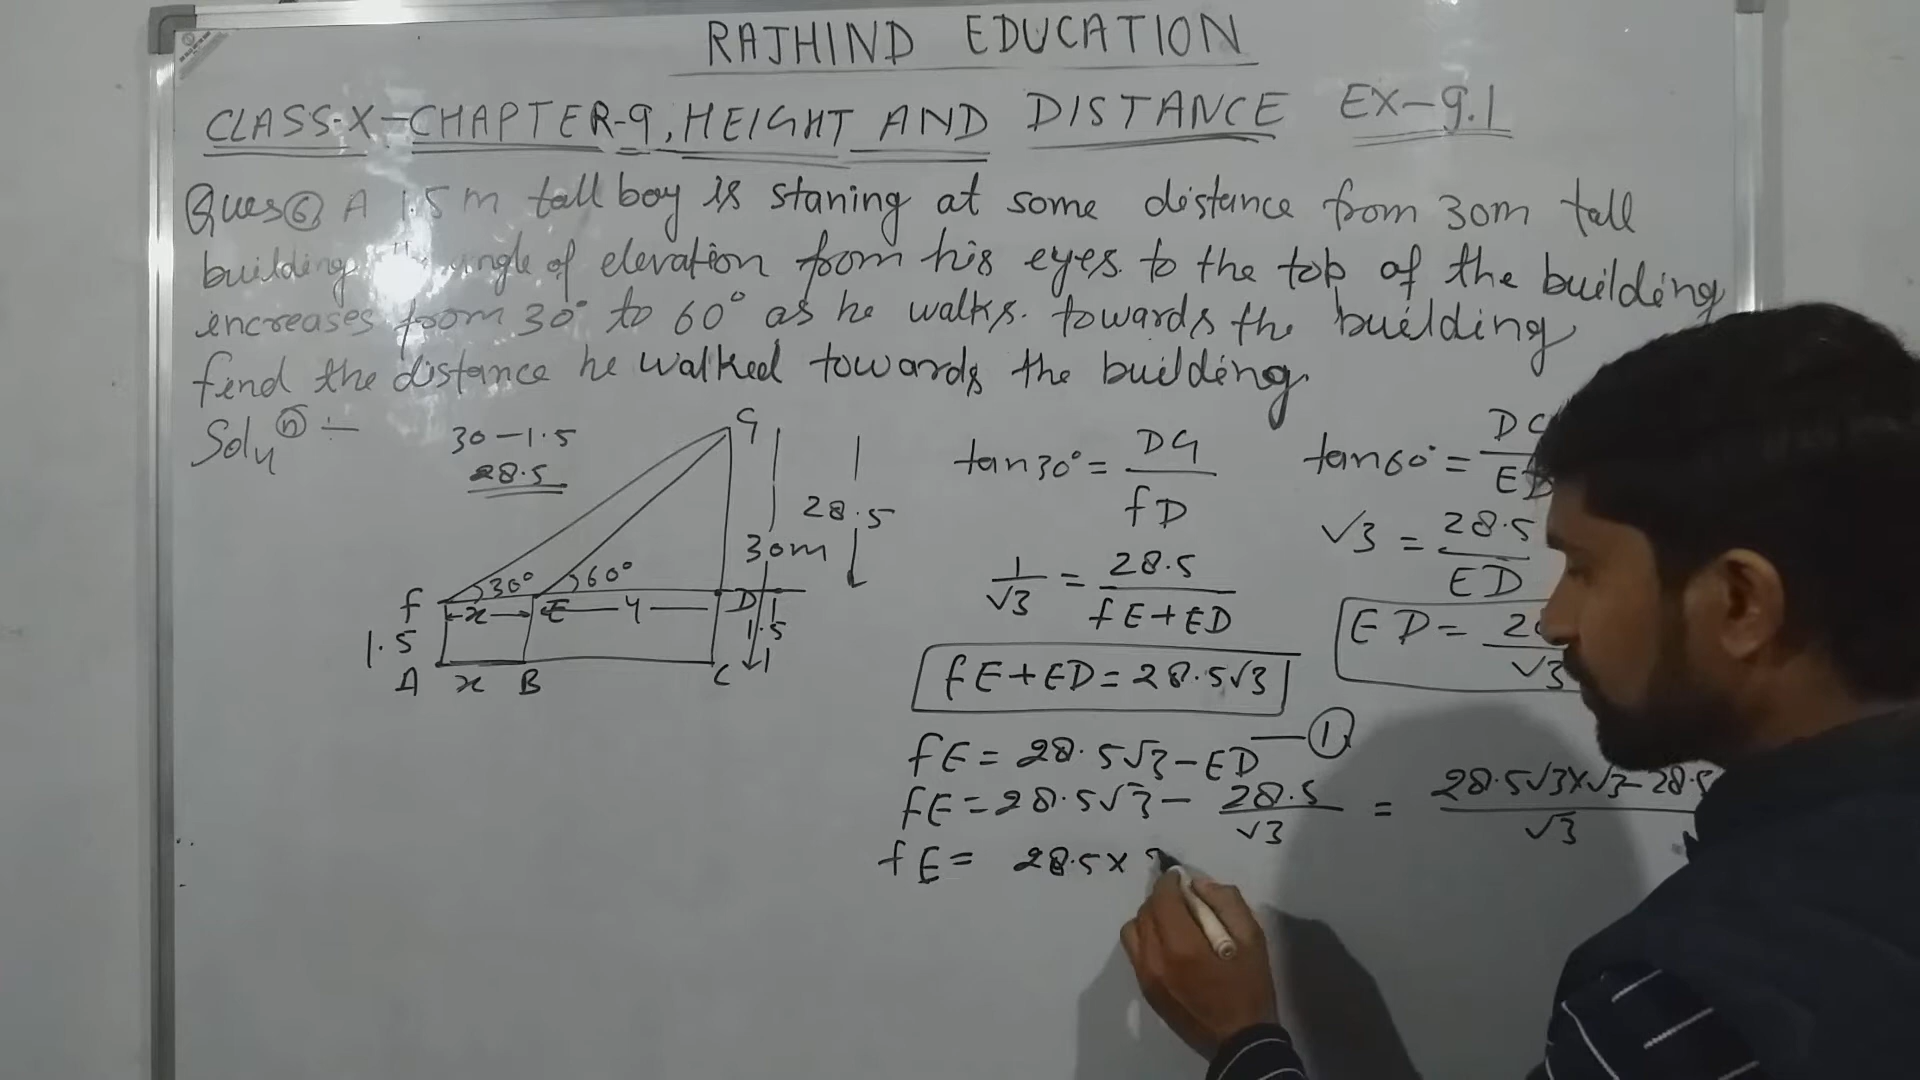 RAJHIND EDUCATION
CLASS-X-CHAPTER-9, HEIGHT AND DISTANCE EX-9.1
Ques⑥ A 1.5m tall boy is staning at some distance from 30m tall
building angle of elevation from his eyes to the top of the building
increases from 30° to 60° as he walks towards the building
find the distance he walked towards the building.
Soluⓝ :-
30-1.5
28.5
G
28.5
30m
30°
60°
f
x
E
y
D
1.5
1.5
A
x
B
C
tan30° = DG/fD
1/√3 = 28.5/fE+ED
fE+ED = 28.5√3
fE = 28.5√3 - ED — ①
fE = 28.5√3 - 28.5/√3 = 28.5√3×√3-28.5/√3
fE = 28.5×
tan60° =
√3 = 28.5/ED
ED =
√3